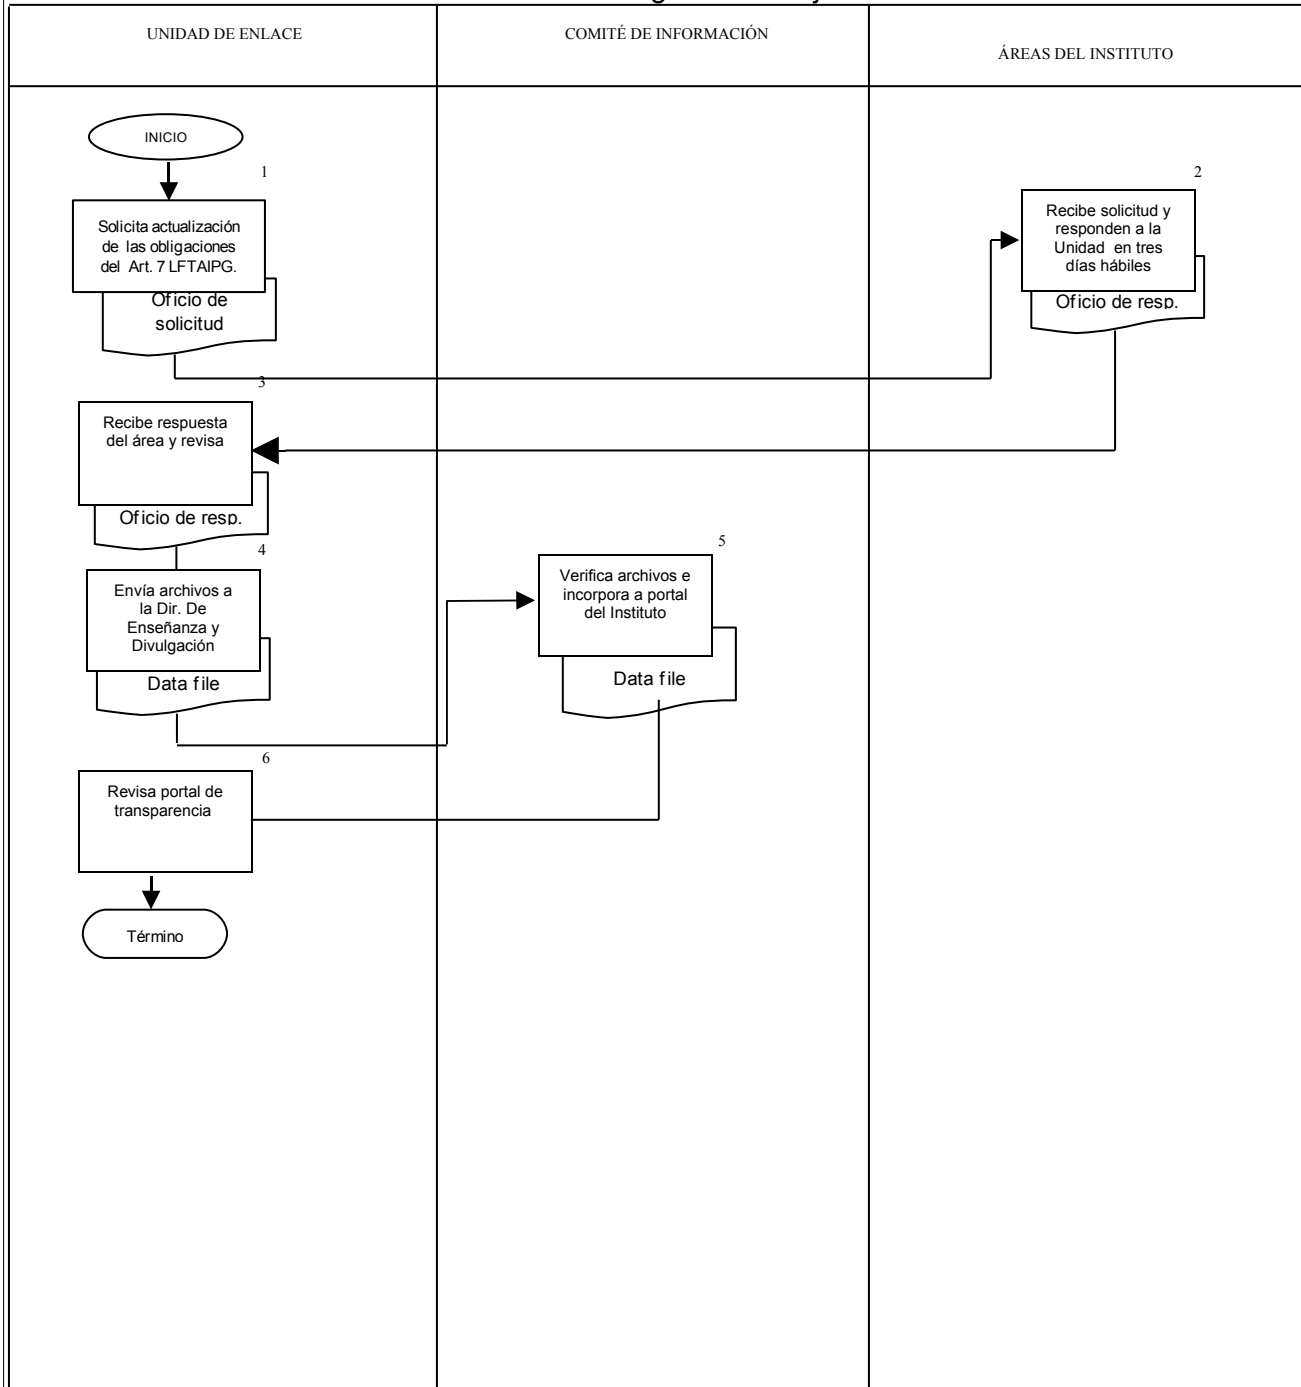 UNIDAD DE ENLACE
COMITÉ DE INFORMACIÓN
ÁREAS DEL INSTITUTO
INICIO
1
Solicita actualización
de las obligaciones
del Art. 7 LFTAIPG.
Oficio de
solicitud
2
Recibe solicitud y
responden a la
Unidad en tres
días hábiles
Oficio de resp.
3
Recibe respuesta
del área y revisa
Oficio de resp.
4
Envía archivos a
la Dir. De
Enseñanza y
Divulgación
Data file
5
Verifica archivos e
incorpora a portal
del Instituto
Data file
6
Revisa portal de
transparencia
Término